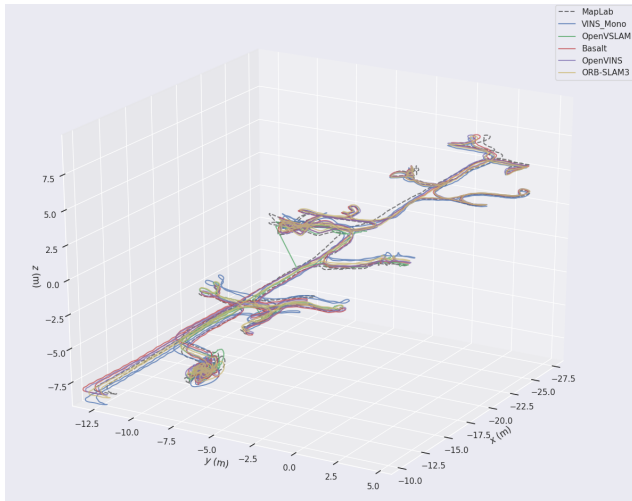 MapLab
VINS_Mono
OpenVSLAM
Basalt
OpenVINS
ORB-SLAM3
7.5
5.0
2.5
0.0
−2.5
−5.0
−7.5
z (m)
−12.5
−10.0
−7.5
−5.0
−2.5
0.0
2.5
5.0
y (m)
−10.0
−12.5
−15.0
−17.5
−20.0
−22.5
−25.0
−27.5
x (m)